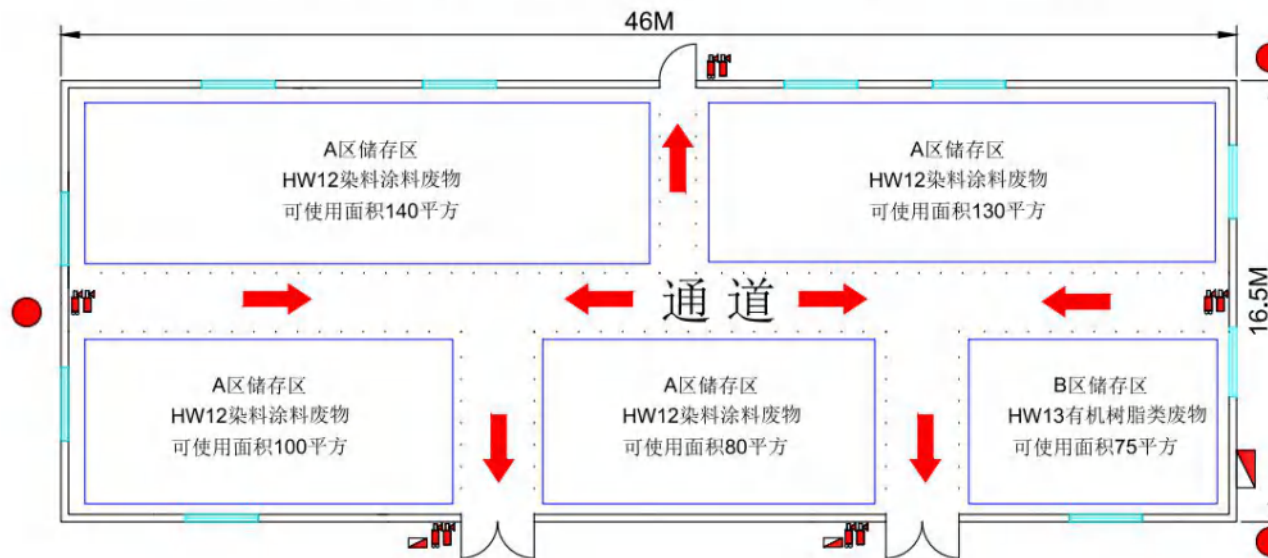 46M
A区储存区
HW12染料涂料废物
可使用面积140平方
A区储存区
HW12染料涂料废物
可使用面积130平方
通道
16.5M
A区储存区
HW12染料涂料废物
可使用面积100平方
A区储存区
HW12染料涂料废物
可使用面积80平方
B区储存区
HW13有机树脂类废物
可使用面积75平方